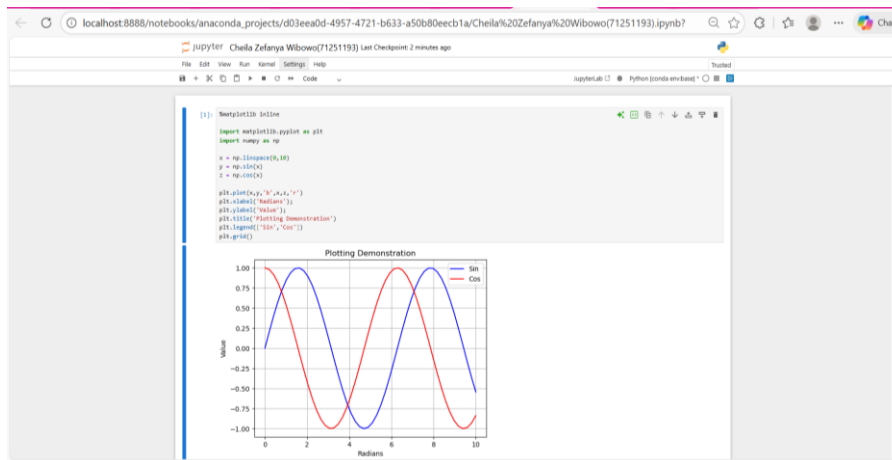 localhost:8888/notebooks/anaconda_projects/d03eea0d-4957-4721-b633-a50b80eecb1a/Cheila%20Zefanya%20Wibowo(71251193).ipynb?
Cha
jupyter Cheila Zefanya Wibowo(71251193) Last Checkpoint: 2 minutes ago
File Edit View Run Kernel Settings Help
Trusted
Code
JupyterLab
Python [conda env:base] *
[1]: %matplotlib inline
import matplotlib.pyplot as plt
import numpy as np
x = np.linspace(0,10)
y = np.sin(x)
z = np.cos(x)
plt.plot(x,y,'b',x,z,'r')
plt.xlabel('Radians');
plt.ylabel('Value');
plt.title('Plotting Demonstration')
plt.legend(['Sin','Cos'])
plt.grid()
Plotting Demonstration
Sin
Cos
1.00
0.75
0.50
0.25
0.00
−0.25
−0.50
−0.75
−1.00
Value
0 2 4 6 8 10
Radians